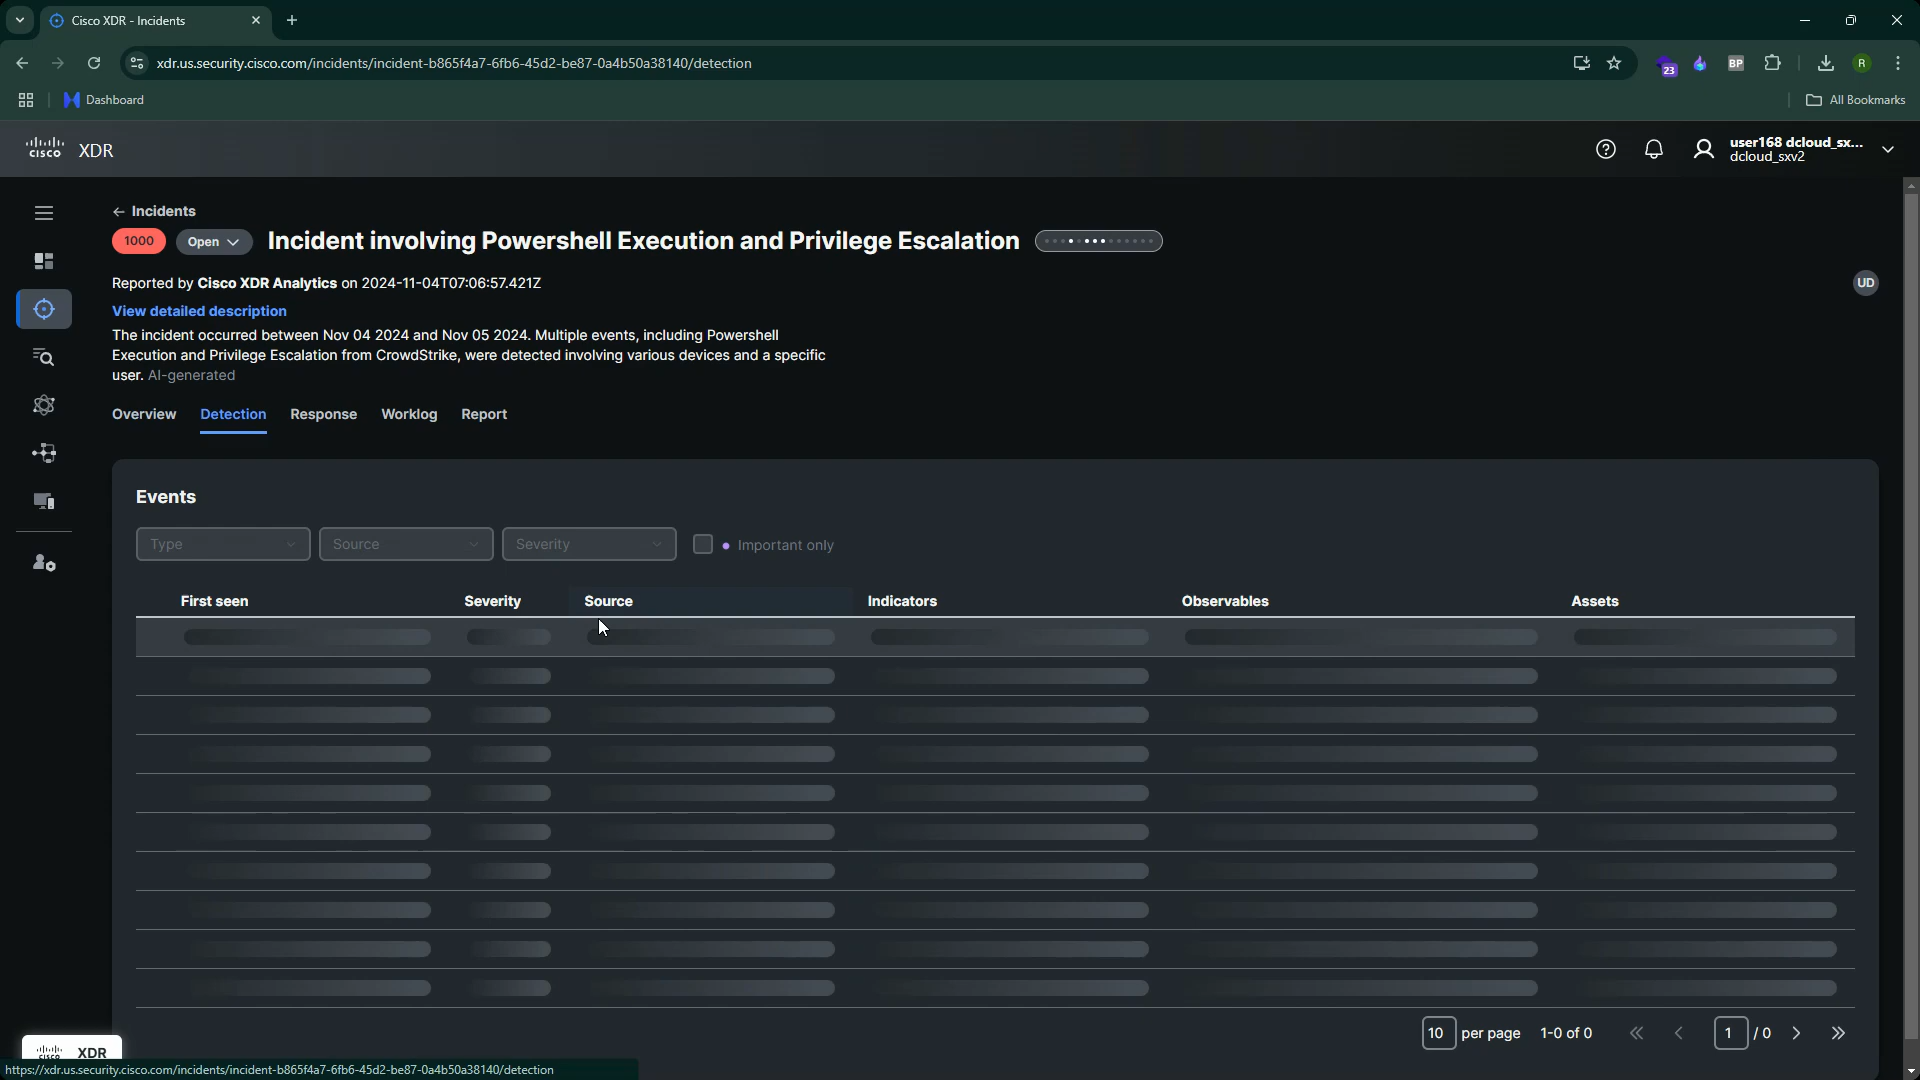 Cisco XDR - Incidents
xdr.us.security.cisco.com/incidents/incident-b865f4a7-6fb6-45d2-be87-0a4b50a38140/detection
23
BP
R
Dashboard
All Bookmarks
cisco XDR
user168 dcloud_sx...
dcloud_sxv2
← Incidents
1000 Open Incident involving Powershell Execution and Privilege Escalation
Reported by Cisco XDR Analytics on 2024-11-04T07:06:57.421Z
UD
View detailed description
The incident occurred between Nov 04 2024 and Nov 05 2024. Multiple events, including Powershell
Execution and Privilege Escalation from CrowdStrike, were detected involving various devices and a specific
user. AI-generated
Overview Detection Response Worklog Report
Events
Type Source Severity Important only
First seen Severity Source Indicators Observables Assets
10 per page 1-0 of 0 1 / 0
cisco XDR
https://xdr.us.security.cisco.com/incidents/incident-b865f4a7-6fb6-45d2-be87-0a4b50a38140/detection